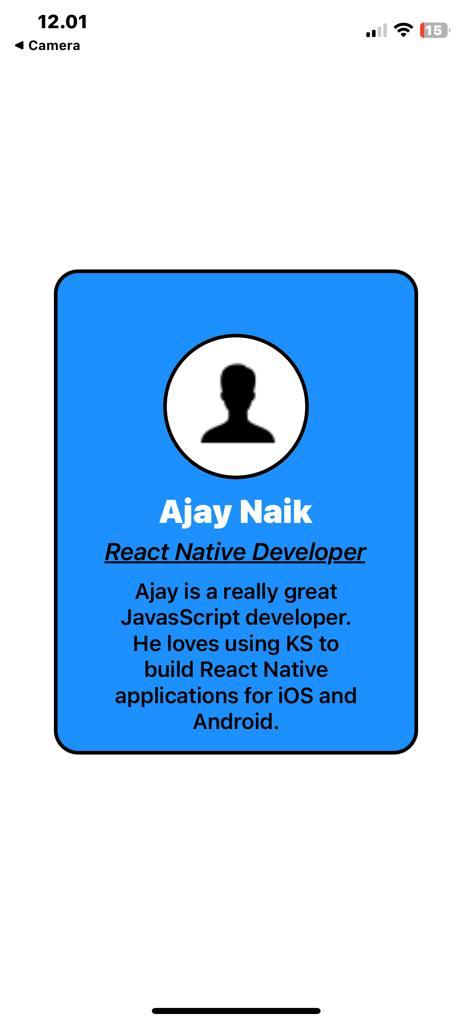 12.01
◀ Camera
15
Ajay Naik
React Native Developer
Ajay is a really great
JavasScript developer.
He loves using KS to
build React Native
applications for iOS and
Android.